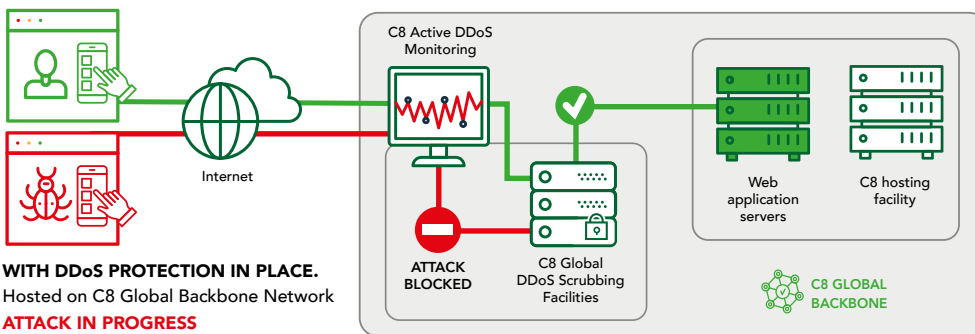 C8 Active DDoS
Monitoring
Internet
Web
application
servers
C8 hosting
facility
ATTACK
BLOCKED
C8 Global
DDoS Scrubbing
Facilities
WITH DDoS PROTECTION IN PLACE.
Hosted on C8 Global Backbone Network
ATTACK IN PROGRESS
C8 GLOBAL
BACKBONE